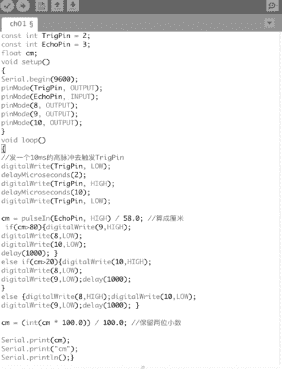 ch01 §
const int TrigPin = 2;
const int EchoPin = 3;
float cm;
void setup()
{
Serial.begin(9600);
pinMode(TrigPin, OUTPUT);
pinMode(EchoPin, INPUT);
pinMode(8, OUTPUT);
pinMode(9, OUTPUT);
pinMode(10, OUTPUT);
}
void loop()
{
//发一个10ms的高脉冲去触发TrigPin
digitalWrite(TrigPin, LOW);
delayMicroseconds(2);
digitalWrite(TrigPin, HIGH);
delayMicroseconds(10);
digitalWrite(TrigPin, LOW);
cm = pulseIn(EchoPin, HIGH) / 58.0; //算成厘米
if(cm>80){digitalWrite(9,HIGH);
digitalWrite(8,LOW);
digitalWrite(10,LOW);
delay(1000); }
else if(cm>20){digitalWrite(10,HIGH);
digitalWrite(8,LOW);
digitalWrite(9,LOW);delay(1000);
}
else {digitalWrite(8,HIGH);digitalWrite(10,LOW);
digitalWrite(9,LOW);delay(1000); }
cm = (int(cm * 100.0)) / 100.0; //保留两位小数
Serial.print(cm);
Serial.print("cm");
Serial.println();}